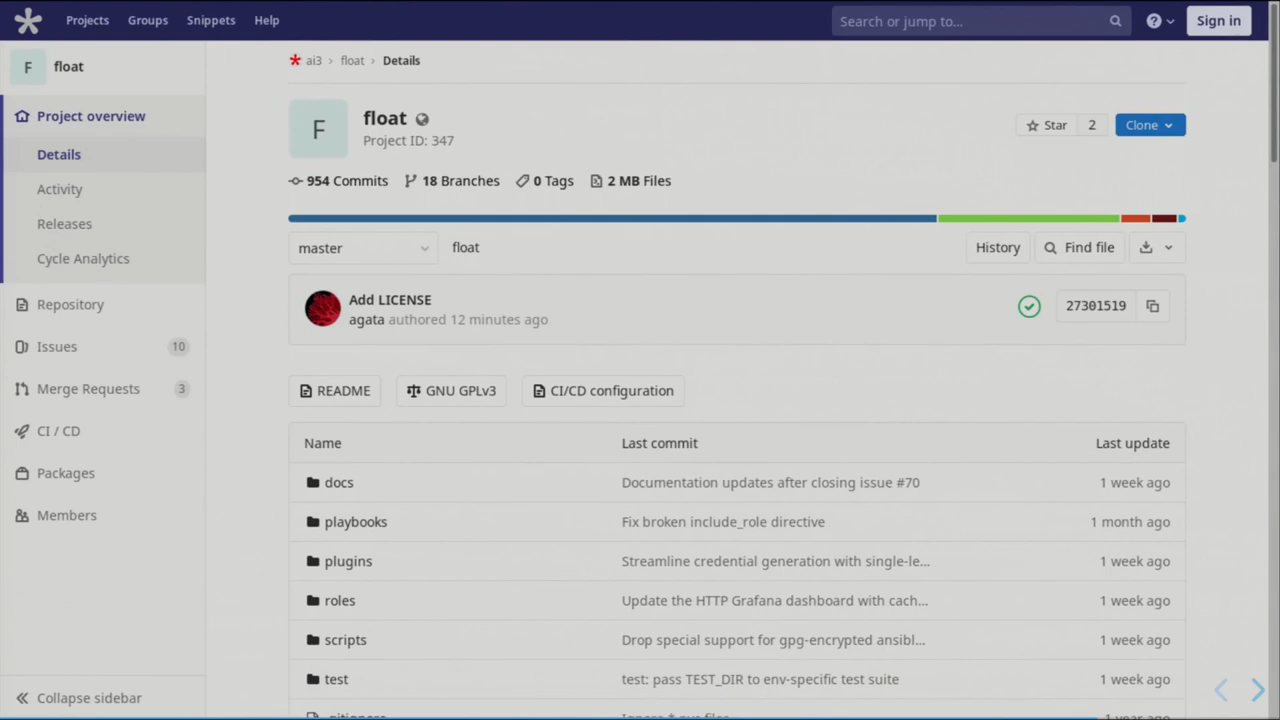 Projects Groups Snippets Help Search or jump to... Sign in
F float
ai3 › float › Details
Project overview
Details
Activity
Releases
Cycle Analytics
Repository
Issues 10
Merge Requests 3
CI / CD
Packages
Members
Collapse sidebar
F
float
Project ID: 347
Star 2 Clone
954 Commits 18 Branches 0 Tags 2 MB Files
master float History Find file
Add LICENSE
agata authored 12 minutes ago
27301519
README GNU GPLv3 CI/CD configuration
Name Last commit Last update
docs Documentation updates after closing issue #70 1 week ago
playbooks Fix broken include_role directive 1 month ago
plugins Streamline credential generation with single-le... 1 week ago
roles Update the HTTP Grafana dashboard with cach... 1 week ago
scripts Drop special support for gpg-encrypted ansibl... 1 week ago
test test: pass TEST_DIR to env-specific test suite 1 week ago
.gitignore Ignore *.pyc files 1 year ago